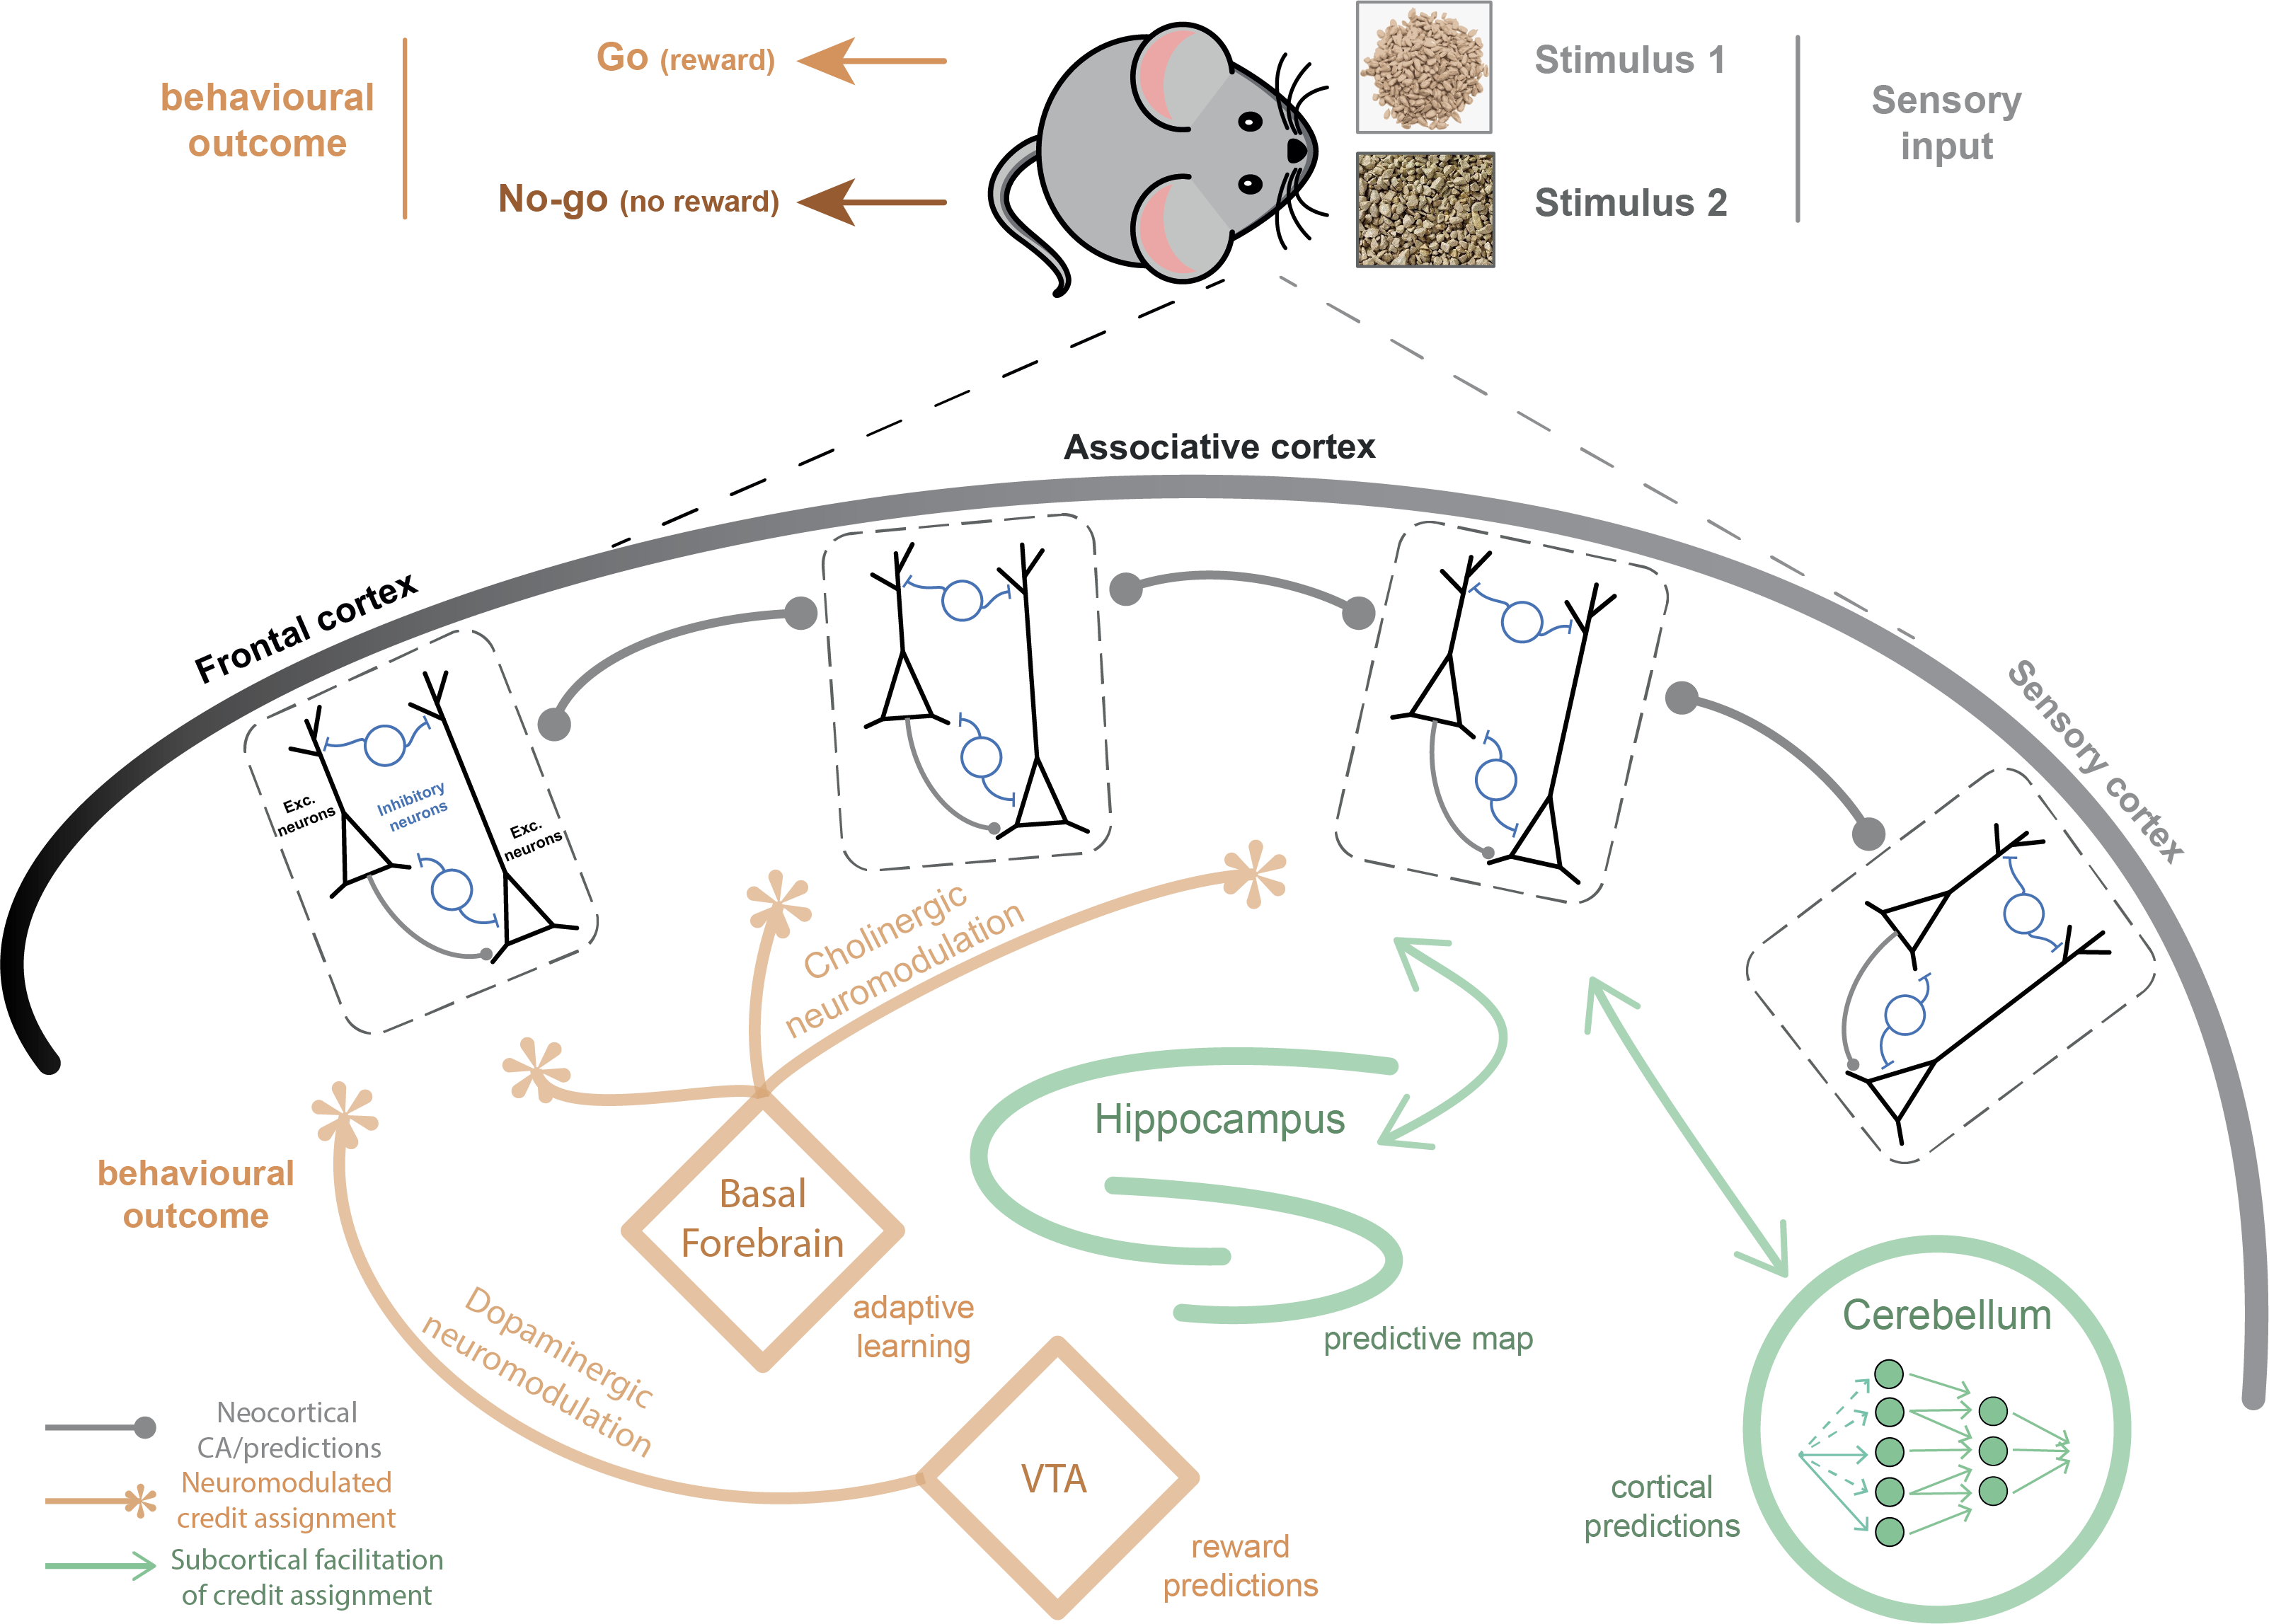 behavioural
outcome
Go (reward)
No-go (no reward)
Stimulus 1
Stimulus 2
Sensory
input
Associative cortex
Frontal cortex
Sensory cortex
Exc.
neurons
Inhibitory
neurons
Exc.
neurons
Cholinergic
neuromodulation
behavioural
outcome
Basal
Forebrain
adaptive
learning
Hippocampus
predictive map
Dopaminergic
neuromodulation
VTA
reward
predictions
Cerebellum
cortical
predictions
Neocortical
CA/predictions
Neuromodulated
credit assignment
Subcortical facilitation
of credit assignment